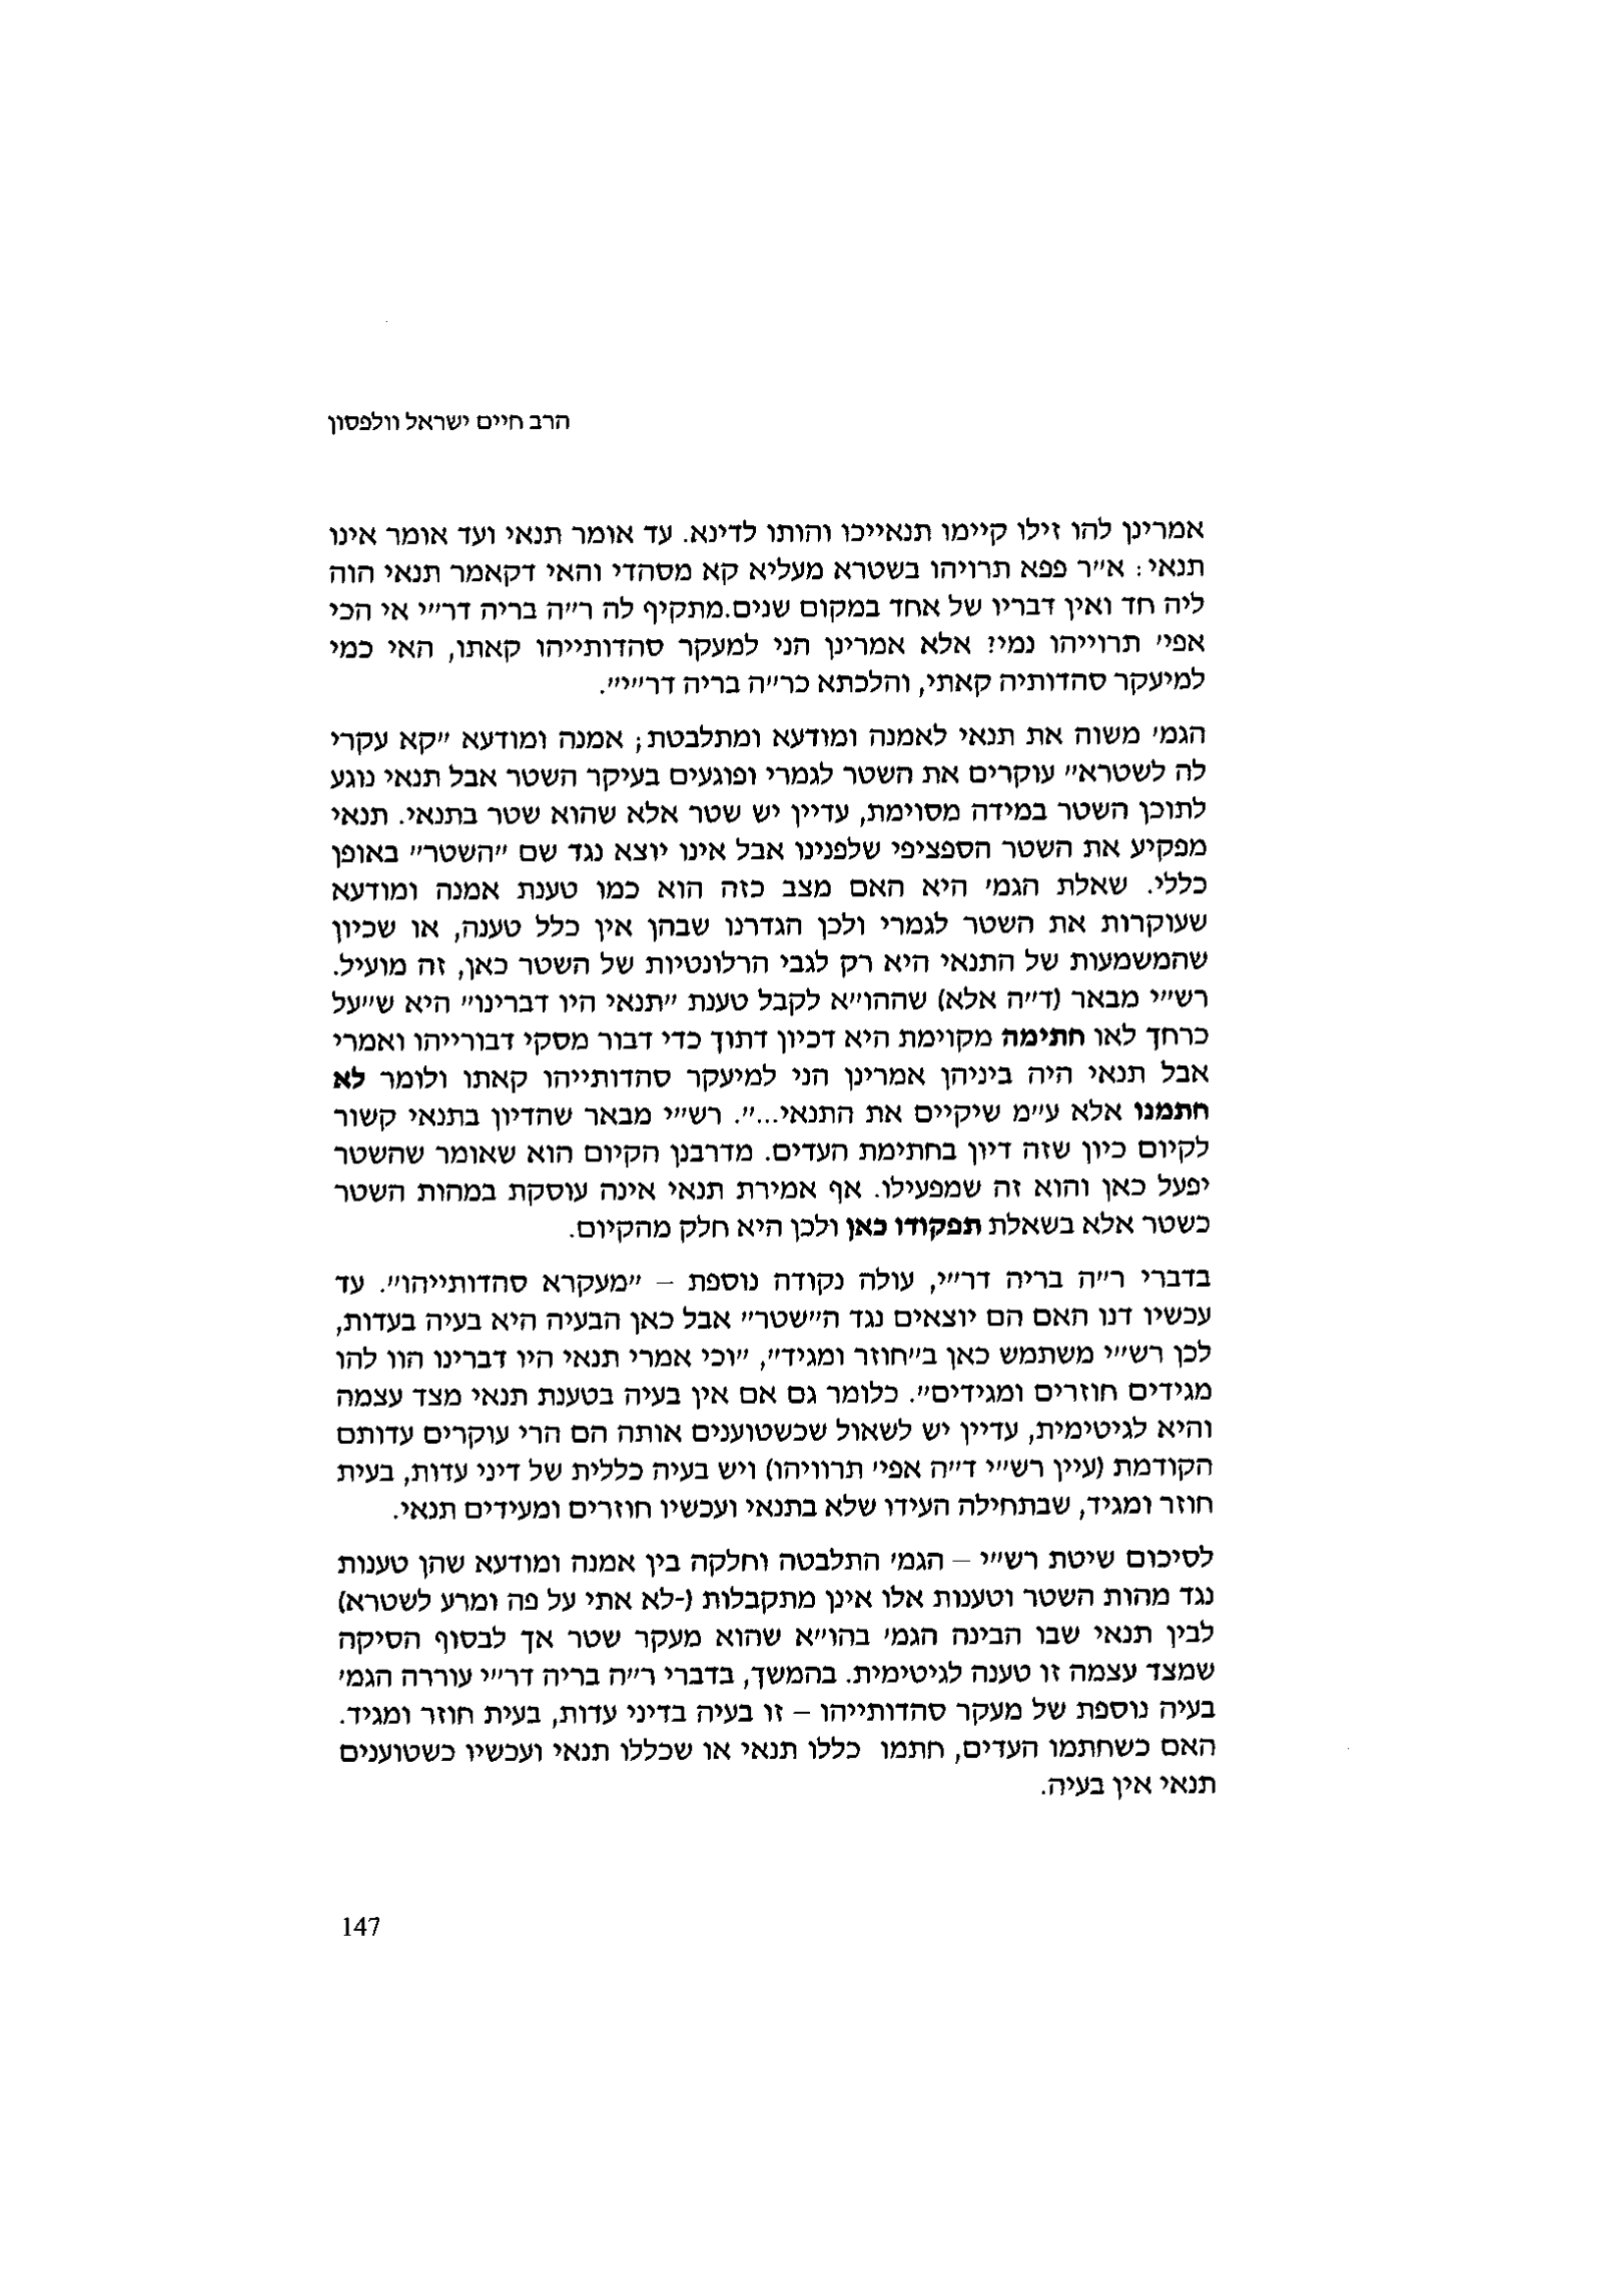 הרב חיים ישראל וולפסון
אמרינן להו זילו קיימו תנאייכו והותו לדינא. עד אומר תנאי ועד אומר אינו
תנאי: א״ר פפא תרויהו בשטרא מעליא קא מסהדי והאי דקאמר תנאי הוה
ליה חד ואין דבריו של אחד במקום שנים.מתקיף לה ר״ה בריה דר״י אי הכי
אפי׳ תרוייהו נמי? אלא אמרינן הני למעקר סהדותייהו קאתו, האי כמי
למיעקר סהדותיה קאתי, והלכתא כר״ה בריה דר״י״.
הגמ׳ משוה את תנאי לאמנה ומודעא ומתלבטת; אמנה ומודעא ״קא עקרי
לה לשטרא״ עוקרים את השטר לגמרי ופוגעים בעיקר השטר אבל תנאי נוגע
לתוכן השטר במידה מסוימת, עדיין יש שטר אלא שהוא שטר בתנאי. תנאי
מפקיע את השטר הספציפי שלפנינו אבל אינו יוצא נגד שם ״השטר״ באופן
כללי. שאלת הגמ׳ היא האם מצב כזה הוא כמו טענת אמנה ומודעא
שעוקרות את השטר לגמרי ולכן הגדרנו שבהן אין כלל טענה, או שכיון
שהמשמעות של התנאי היא רק לגבי הרלונטיות של השטר כאן, זה מועיל.
רש״י מבאר (ד״ה אלא) שההו״א לקבל טענת ״תנאי היו דברינו״ היא ש״על
כרחך לאו חתימה מקוימת היא דכיון דתוך כדי דבור מסקי דבורייהו ואמרי
אבל תנאי היה ביניהן אמרינן הני למיעקר סהדותייהו קאתו ולומר לא
חתמנו אלא ע״מ שיקיים את התנאי...״. רש״י מבאר שהדיון בתנאי קשור
לקיום כיון שזה דיון בחתימת העדים. מדרבנן הקיום הוא שאומר שהשטר
יפעל כאן והוא זה שמפעילו. אף אמירת תנאי אינה עוסקת במהות השטר
כשטר אלא בשאלת תפקודו כאן ולכן היא חלק מהקיום.
בדברי ר״ה בריה דר״י, עולה נקודה נוספת – ״מעקרא סהדותייהו״. עד
עכשיו דנו האם הם יוצאים נגד ה״שטר״ אבל כאן הבעיה היא בעיה בעדות,
לכן רש״י משתמש כאן ב״חוזר ומגיד״, ״וכי אמרי תנאי היו דברינו הוו להו
מגידים חוזרים ומגידים״. כלומר גם אם אין בעיה בטענת תנאי מצד עצמה
והיא לגיטימית, עדיין יש לשאול שכשטוענים אותה הם הרי עוקרים עדותם
הקודמת (עיין רש״י ד״ה אפי׳ תרוויהו) ויש בעיה כללית של דיני עדות, בעית
חוזר ומגיד, שבתחילה העידו שלא בתנאי ועכשיו חוזרים ומעידים תנאי.
לסיכום שיטת רש״י – הגמ׳ התלבטה וחלקה בין אמנה ומודעא שהן טענות
נגד מהות השטר וטענות אלו אינן מתקבלות (-לא אתי על פה ומרע לשטרא)
לבין תנאי שבו הבינה הגמ׳ בהו״א שהוא מעקר שטר אך לבסוף הסיקה
שמצד עצמה זו טענה לגיטימית. בהמשך, בדברי ר״ה בריה דר״י עוררה הגמ׳
בעיה נוספת של מעקר סהדותייהו – זו בעיה בדיני עדות, בעית חוזר ומגיד.
האם כשחתמו העדים, חתמו כללו תנאי או שכללו תנאי ועכשיו כשטוענים
תנאי אין בעיה.
147